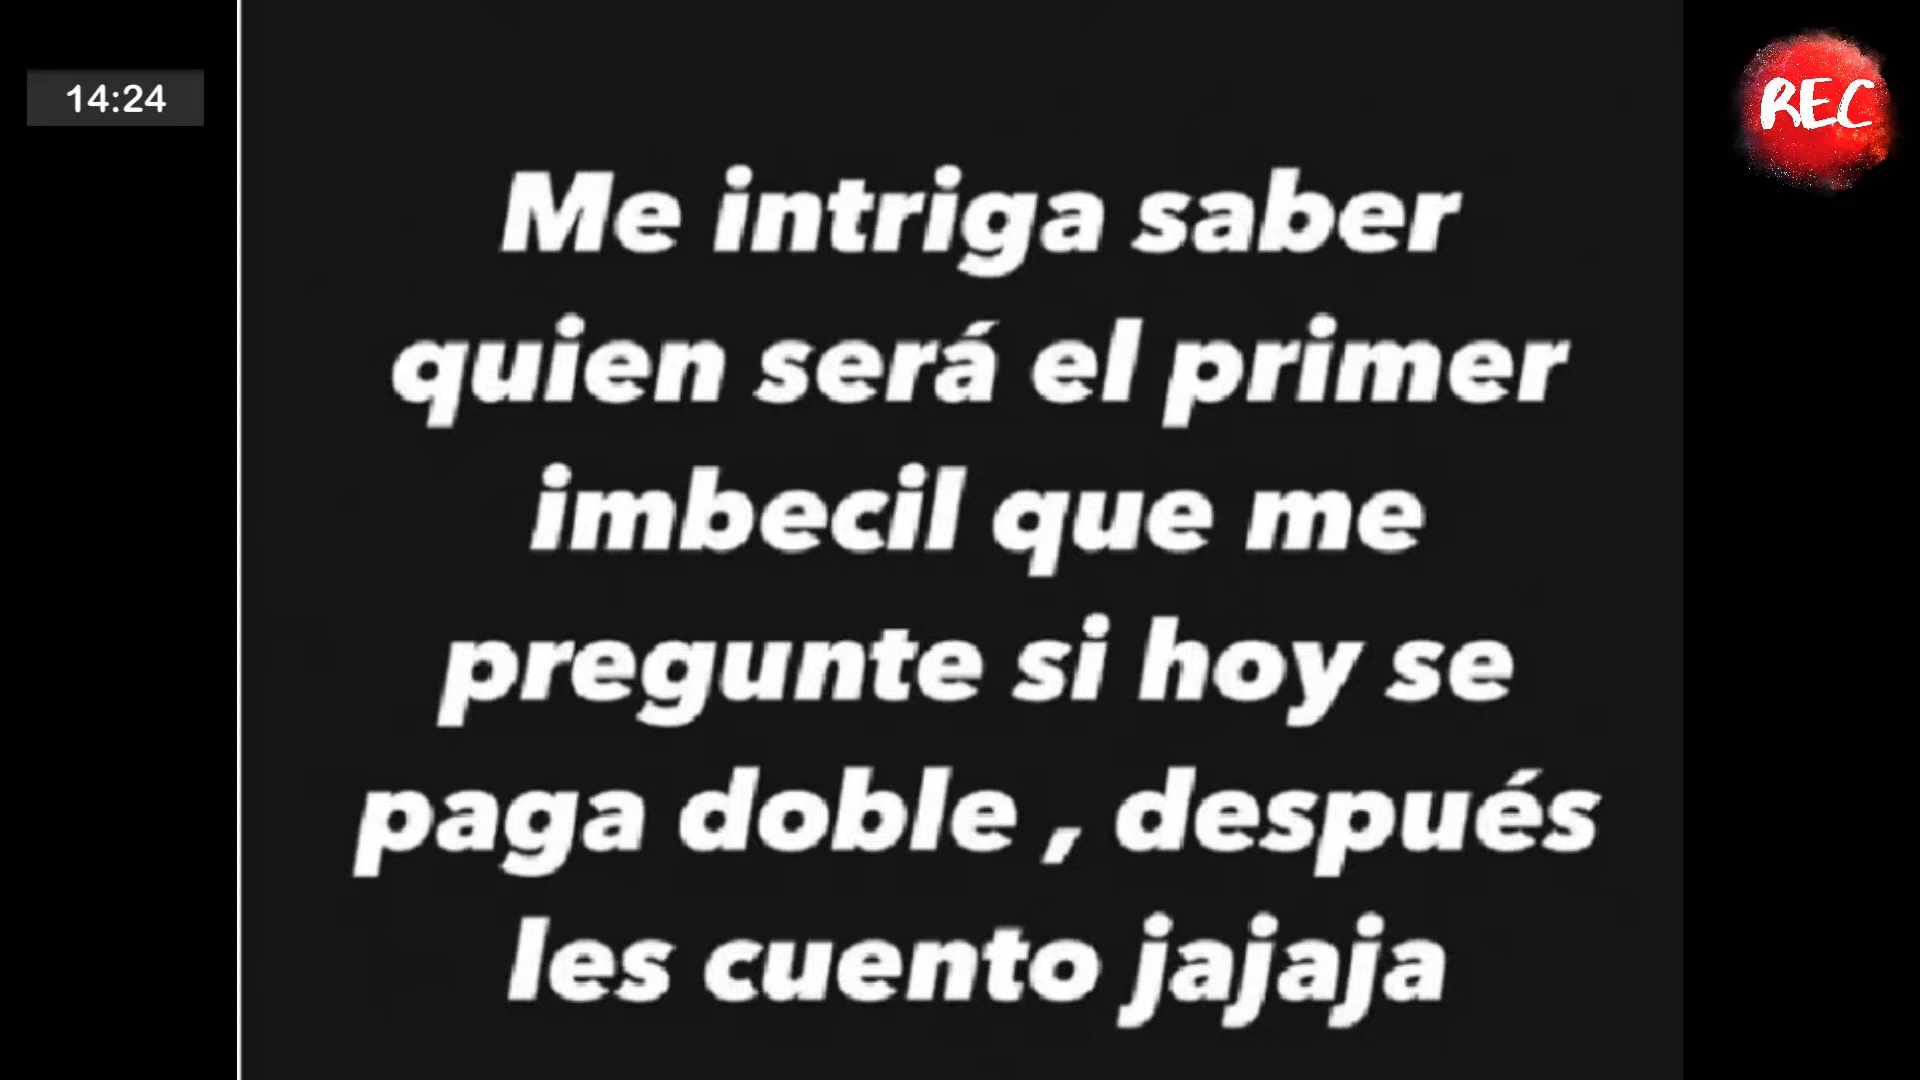 14:24
REC
Me intriga saber
quien será el primer
imbecil que me
pregunte si hoy se
paga doble , después
les cuento jajaja